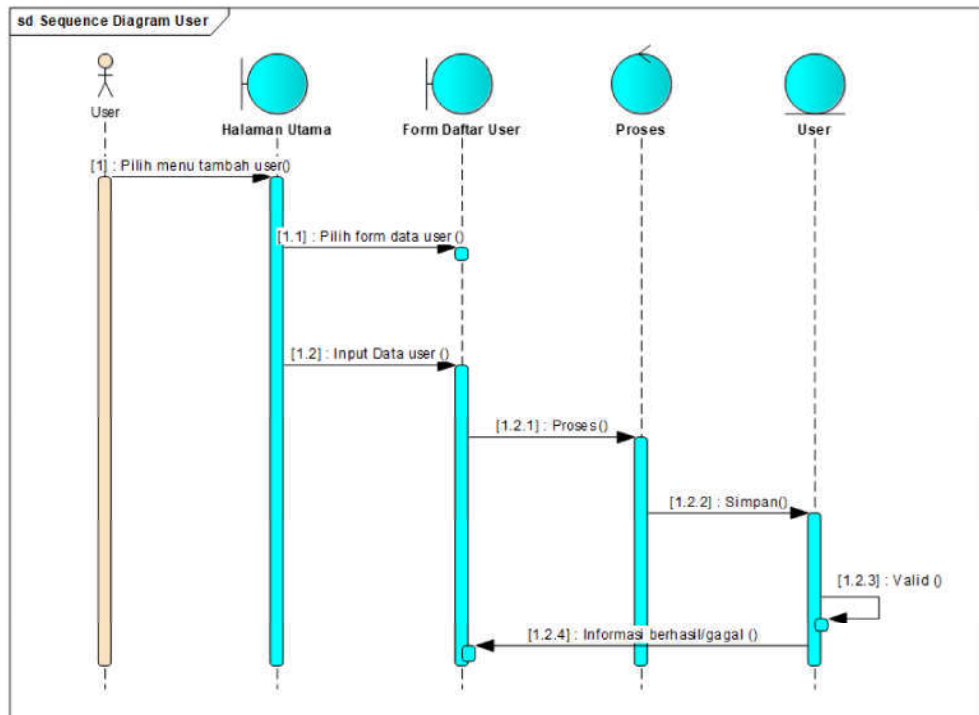 sd Sequence Diagram User
User
Halaman Utama
Form Daftar User
Proses
User
[1] : Pilih menu tambah user()
[1.1] : Pilih form data user ()
[1.2] : Input Data user ()
[1.2.1] : Proses()
[1.2.2] : Simpan()
[1.2.3] : Valid ()
[1.2.4] : Informasi berhasil/gagal ()